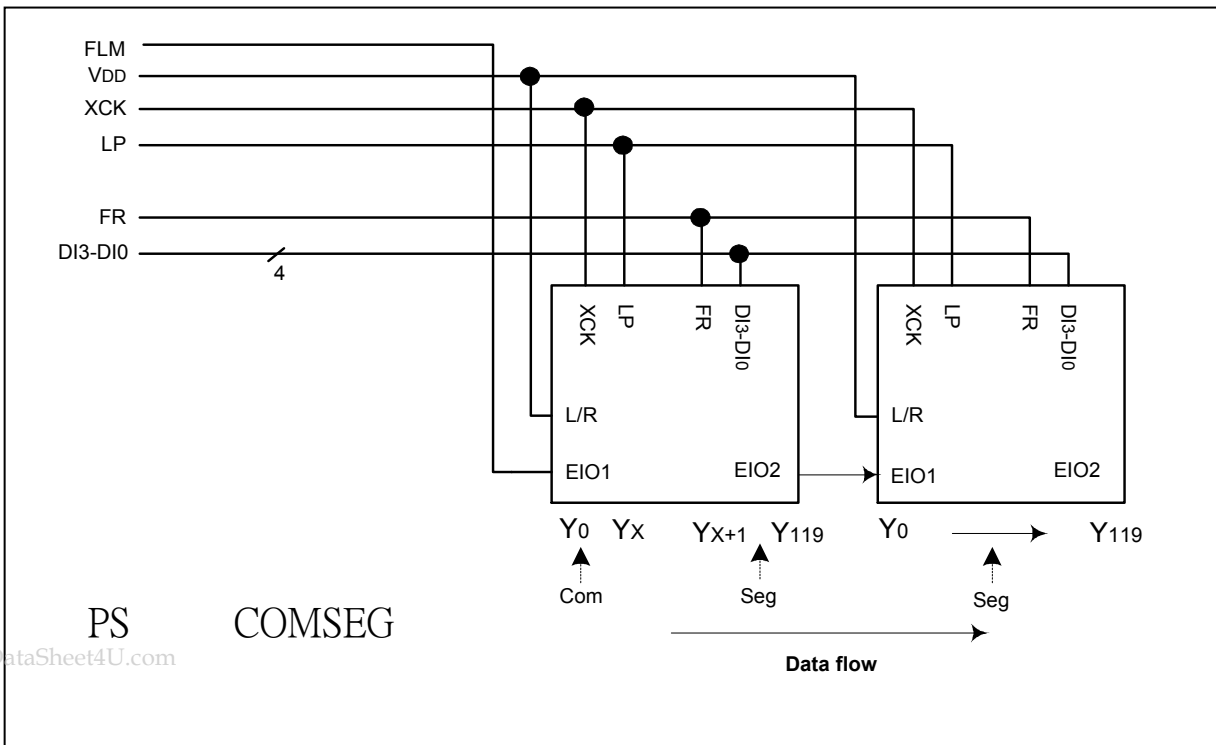 FLM
VDD
XCK
LP
FR
DI3-DI0
4
XCK LP FR DI3-DI0
XCK LP FR DI3-DI0
L/R
L/R
EIO1 EIO2
EIO1 EIO2
Y0 YX YX+1 Y119
Y0 Y119
Com Seg Seg
PS COMSEG
DataSheet4U.com
Data flow